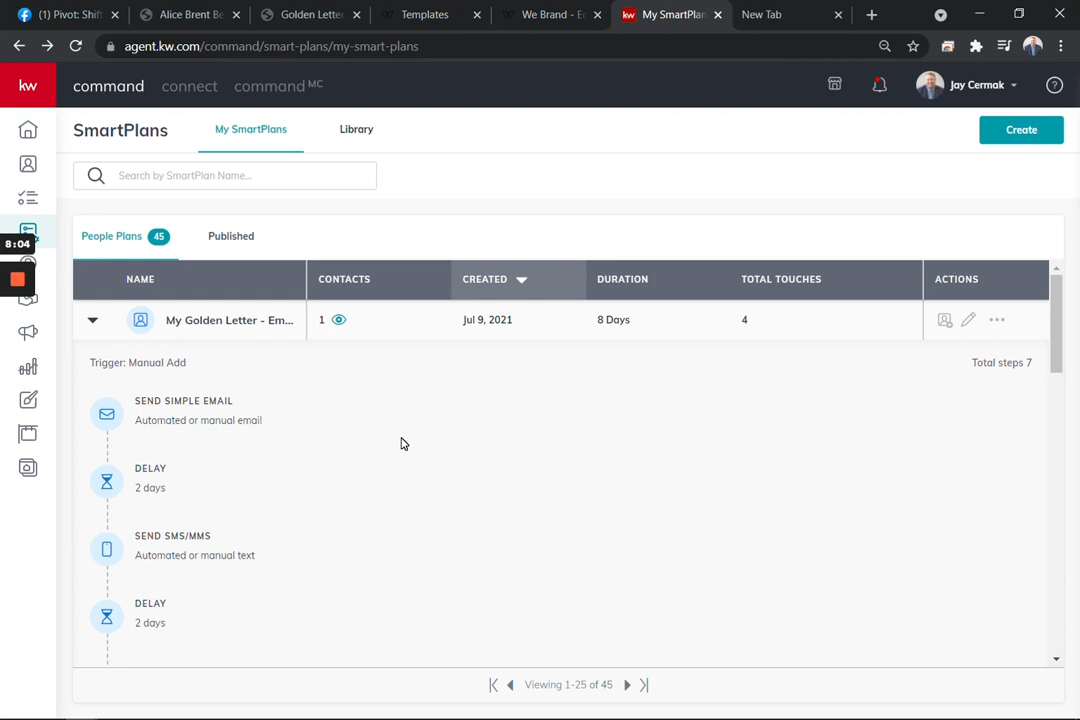 (1) Pivot: Shift
Alice Brent Be
Golden Letter
Templates
We Brand - Ec
My SmartPlan
New Tab
agent.kw.com/command/smart-plans/my-smart-plans
kw
command
connect
command MC
Jay Cermak
SmartPlans
My SmartPlans
Library
Create
Search by SmartPlan Name...
8:04
People Plans 45
Published
NAME
CONTACTS
CREATED
DURATION
TOTAL TOUCHES
ACTIONS
My Golden Letter - Em...
1
Jul 9, 2021
8 Days
4
Trigger: Manual Add
Total steps 7
SEND SIMPLE EMAIL
Automated or manual email
DELAY
2 days
SEND SMS/MMS
Automated or manual text
DELAY
2 days
Viewing 1-25 of 45